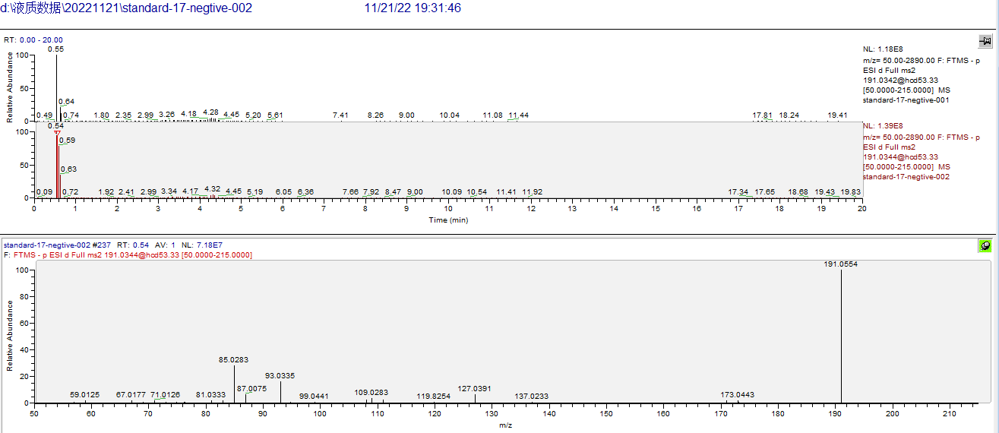 d:\液质数据\20221121\standard-17-negtive-002 11/21/22 19:31:46
RT: 0.00 - 20.00
Relative Abundance
100
50
0
0.55
0.64
0.49 0.74 1.80 2.35 2.99 3.26 4.18 4.28 4.45 5.20 5.61 7.41 8.26 9.00 10.04 11.08 11.44 17.81 18.24 19.41
NL: 1.18E8
m/z= 50.00-2890.00 F: FTMS - p
ESI d Full ms2
191.0342@hcd53.33
[50.0000-215.0000] MS
standard-17-negtive-001
100
50
0
0.54
0.59
0.63
0.09 0.72 1.92 2.41 2.99 3.34 4.17 4.32 4.45 5.19 6.05 6.36 7.66 7.92 8.47 9.00 10.09 10.54 11.41 11.92 17.34 17.65 18.68 19.43 19.83
NL: 1.39E8
m/z= 50.00-2890.00 F: FTMS - p
ESI d Full ms2
191.0344@hcd53.33
[50.0000-215.0000] MS
standard-17-negtive-002
0 1 2 3 4 5 6 7 8 9 10 11 12 13 14 15 16 17 18 19 20
Time (min)
standard-17-negtive-002 #237 RT: 0.54 AV: 1 NL: 7.18E7
F: FTMS - p ESI d Full ms2 191.0344@hcd53.33 [50.0000-215.0000]
Relative Abundance
100
80
60
40
20
0
191.0554
85.0283
93.0335
87.0075
127.0391
59.0125 67.0177 71.0126 81.0333 99.0441 109.0283 119.8254 137.0233 173.0443
50 60 70 80 90 100 110 120 130 140 150 160 170 180 190 200 210
m/z